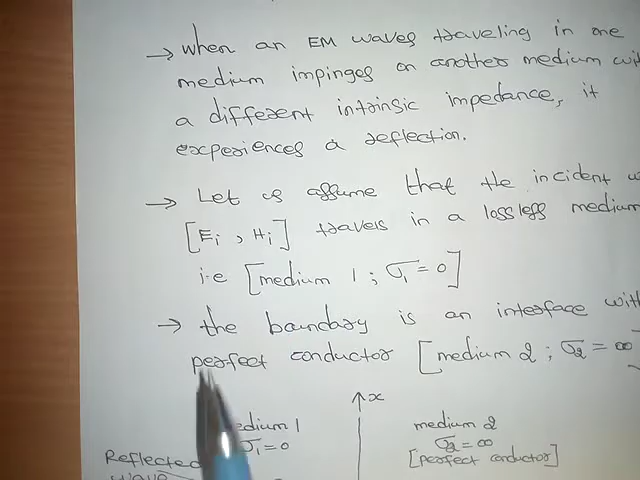 → when an EM waves traveling in one
medium impinges on another medium with
a different intrinsic impedance, it
experiences a reflection.
→ Let us assume that the incident
[Ei , Hi] travels in a lossless medium
i.e [medium 1 ; σ1 = 0]
→ the boundary is an interface with
perfect conductor [medium 2 ; σ2 = ∞
↑x
medium 1
σ1 = 0
medium 2
σ2 = ∞
[perfect conductor]
Reflected
wave